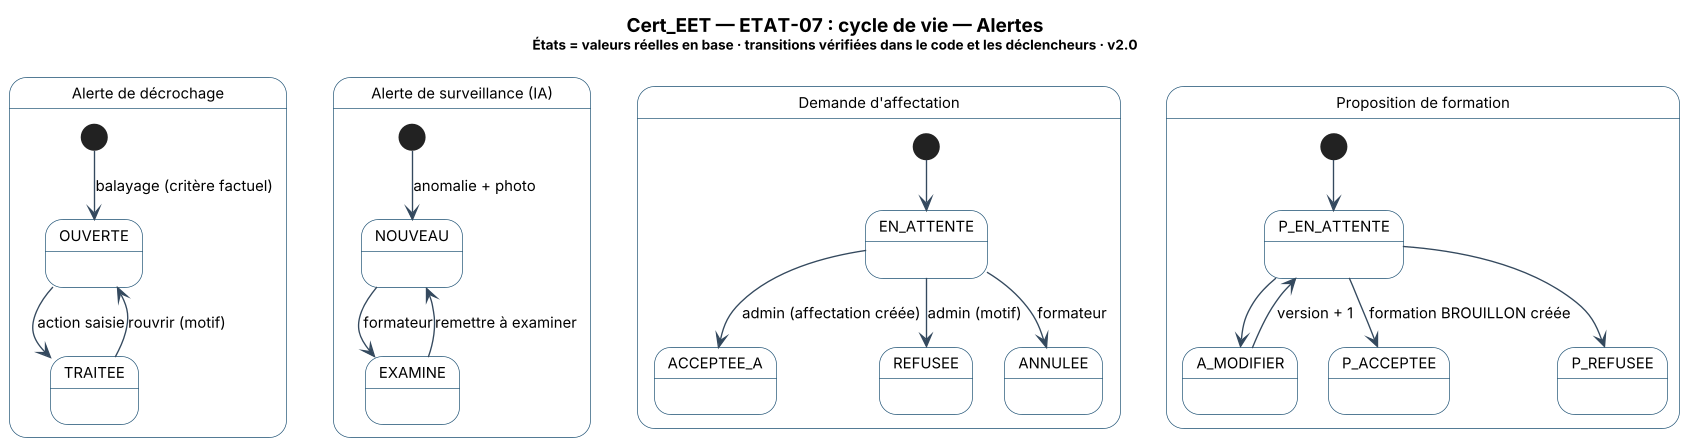 Cert_EET — ETAT-07 : cycle de vie — Alertes
États = valeurs réelles en base · transitions vérifiées dans le code et les déclencheurs · v2.0
Alerte de décrochage
balayage (critère factuel)
OUVERTE
action saisie
rouvrir (motif)
TRAITEE
Alerte de surveillance (IA)
anomalie + photo
NOUVEAU
formateur
remettre à examiner
EXAMINE
Demande d'affectation
EN_ATTENTE
admin (affectation créée)
admin (motif)
formateur
ACCEPTEE_A
REFUSEE
ANNULEE
Proposition de formation
P_EN_ATTENTE
version + 1
formation BROUILLON créée
A_MODIFIER
P_ACCEPTEE
P_REFUSEE